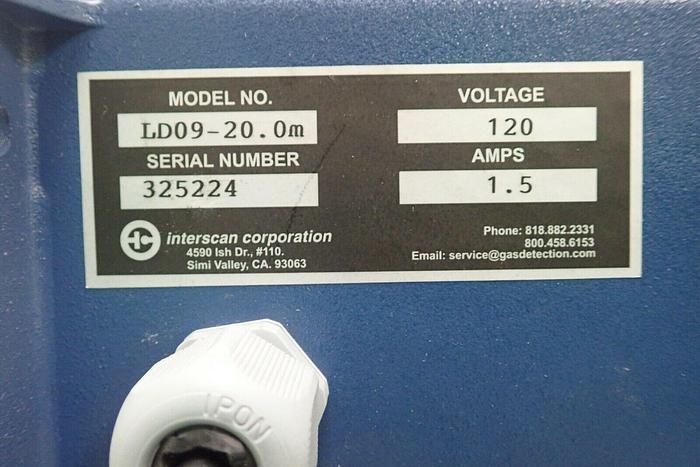 MODEL NO.
LD09-20.0m
SERIAL NUMBER
325224
VOLTAGE
120
AMPS
1.5
interscan corporation
4590 Ish Dr., #110.
Simi Valley, CA. 93063
Phone: 818.882.2331
800.458.6153
Email: service@gasdetection.com
IPON